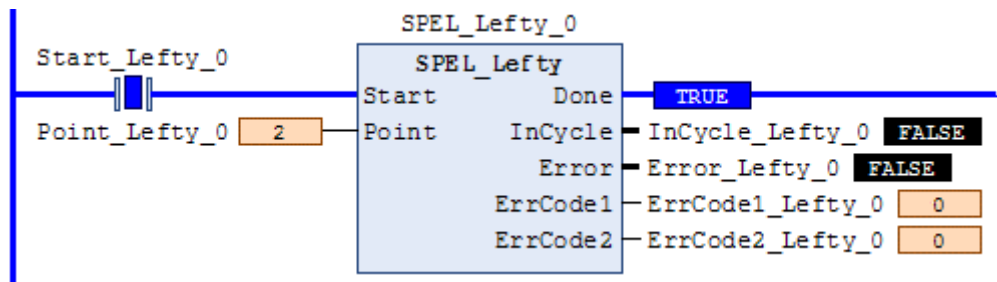 SPEL_Lefty_0
Start_Lefty_0
SPEL_Lefty
Start Done TRUE
Point_Lefty_0 2 Point InCycle InCycle_Lefty_0 FALSE
Error Error_Lefty_0 FALSE
ErrCode1 ErrCode1_Lefty_0 0
ErrCode2 ErrCode2_Lefty_0 0